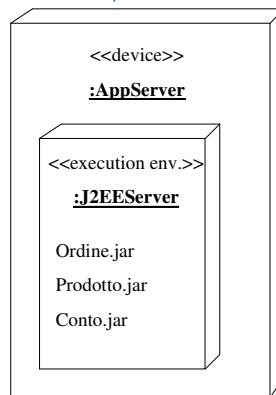 <<device>>
:AppServer
<<execution env.>>
:J2EEServer
Ordine.jar
Prodotto.jar
Conto.jar